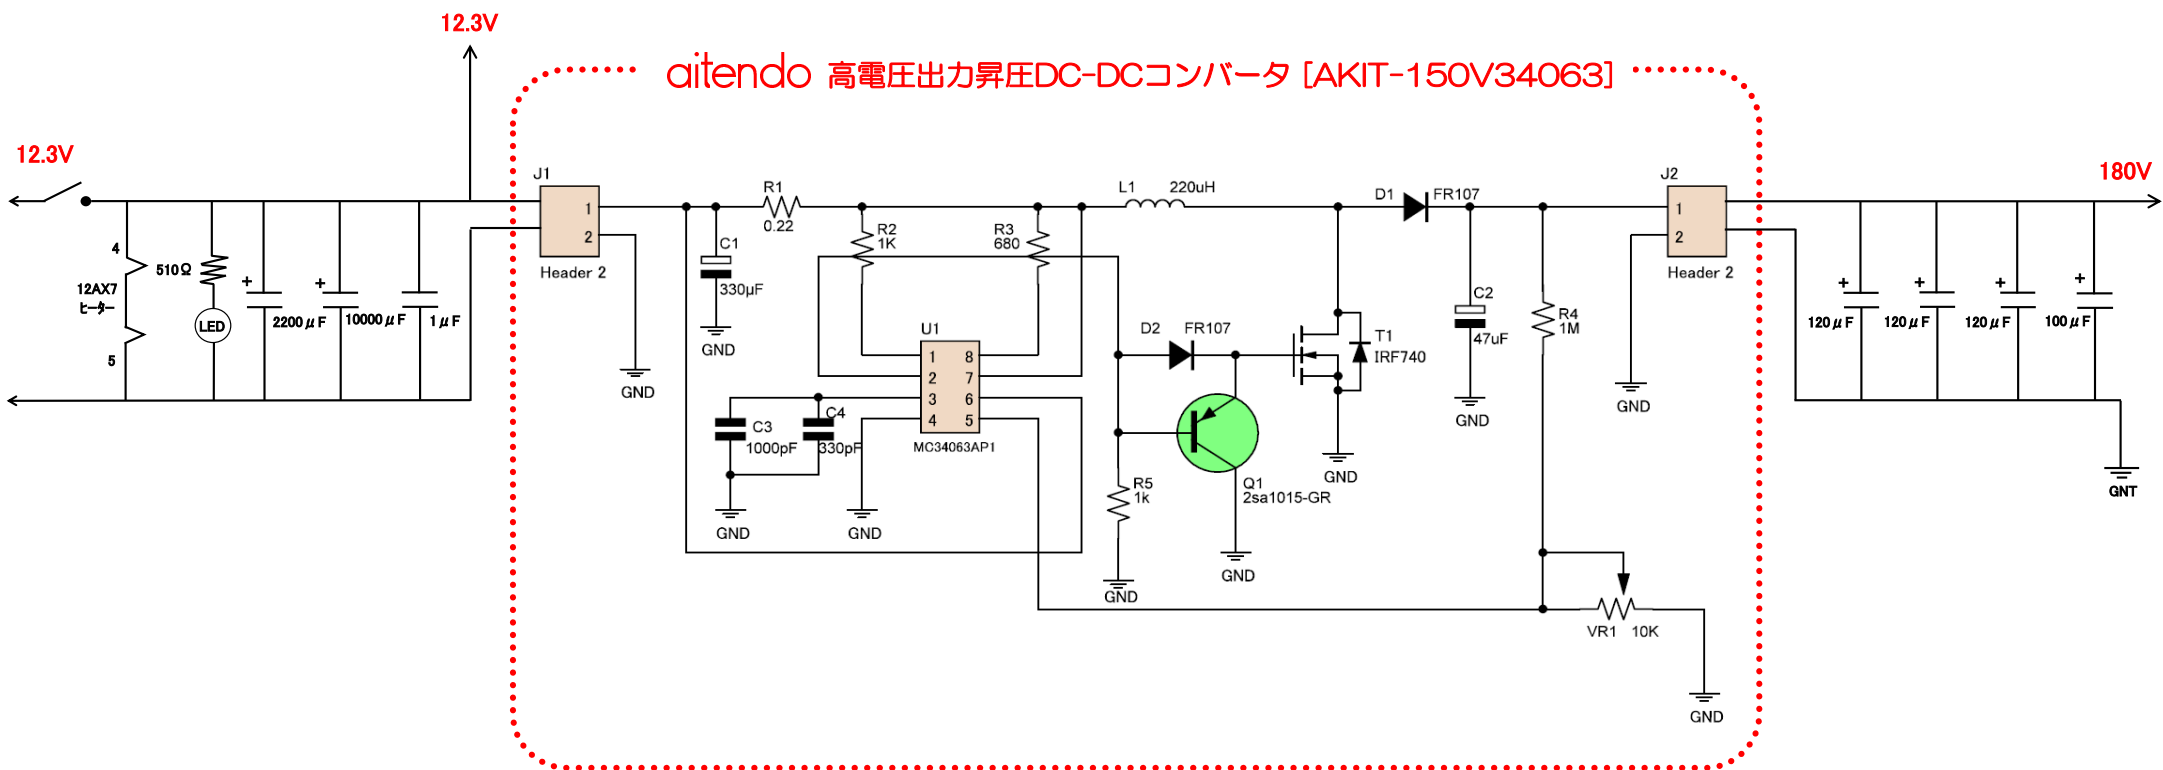 12.3V
aitendo 高電圧出力昇圧DC-DCコンバータ [AKIT-150V34063]
12.3V
180V
J1
1
2
Header 2
R1
0.22
C1
330µF
GND
GND
R2
1K
R3
680
L1 220uH
D1 FR107
J2
1
2
Header 2
GND
4
12AX7
ヒーター
5
510Ω
LED
+
2200μF
+
10000μF
1μF
U1
1 8
2 7
3 6
4 5
MC34063AP1
C3
1000pF
C4
330pF
GND
GND
D2 FR107
T1
IRF740
GND
C2
47uF
GND
R4
1M
R5
1k
GND
Q1
2sa1015-GR
GND
VR1 10K
GND
+
120μF
+
120μF
+
120μF
+
100μF
GNT